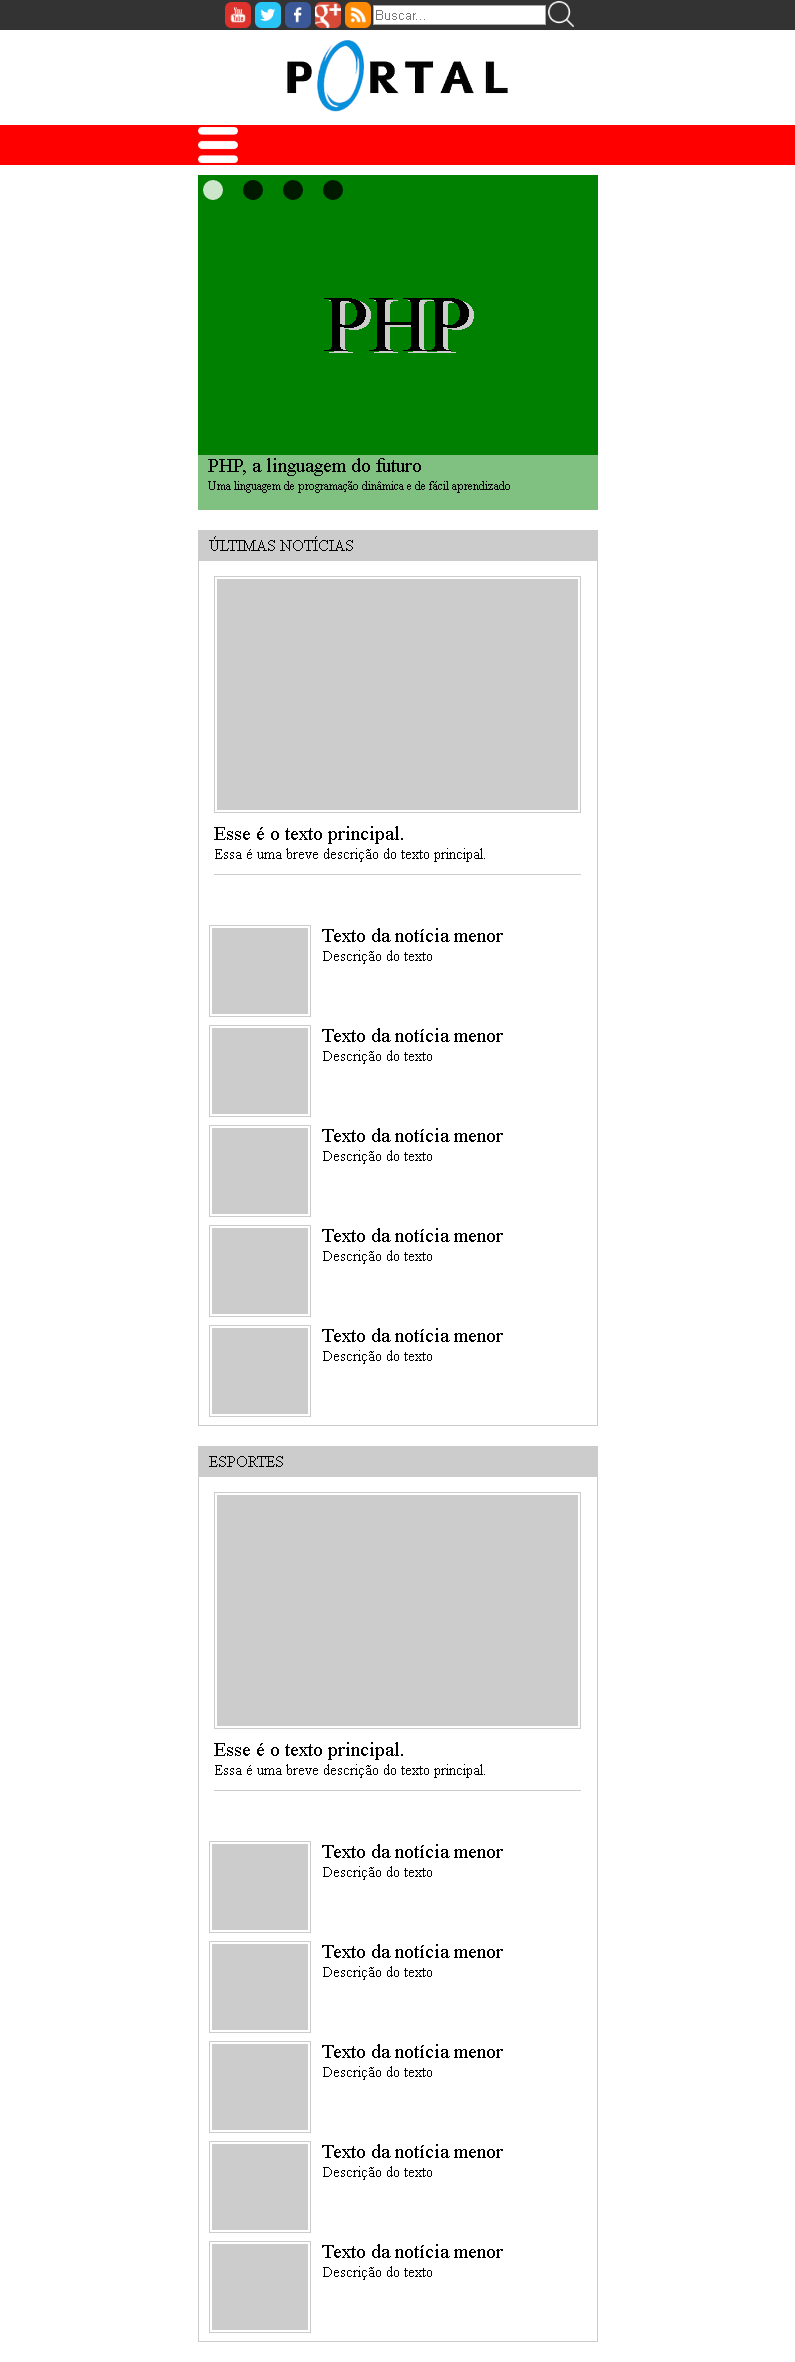 You Tube
f
g+
Buscar...
PORTAL
PHP
PHP, a linguagem do futuro
Uma linguagem de programação dinâmica e de fácil aprendizado
ÚLTIMAS NOTÍCIAS
Esse é o texto principal.
Essa é uma breve descrição do texto principal.
Texto da notícia menor
Descrição do texto
Texto da notícia menor
Descrição do texto
Texto da notícia menor
Descrição do texto
Texto da notícia menor
Descrição do texto
Texto da notícia menor
Descrição do texto
ESPORTES
Esse é o texto principal.
Essa é uma breve descrição do texto principal.
Texto da notícia menor
Descrição do texto
Texto da notícia menor
Descrição do texto
Texto da notícia menor
Descrição do texto
Texto da notícia menor
Descrição do texto
Texto da notícia menor
Descrição do texto